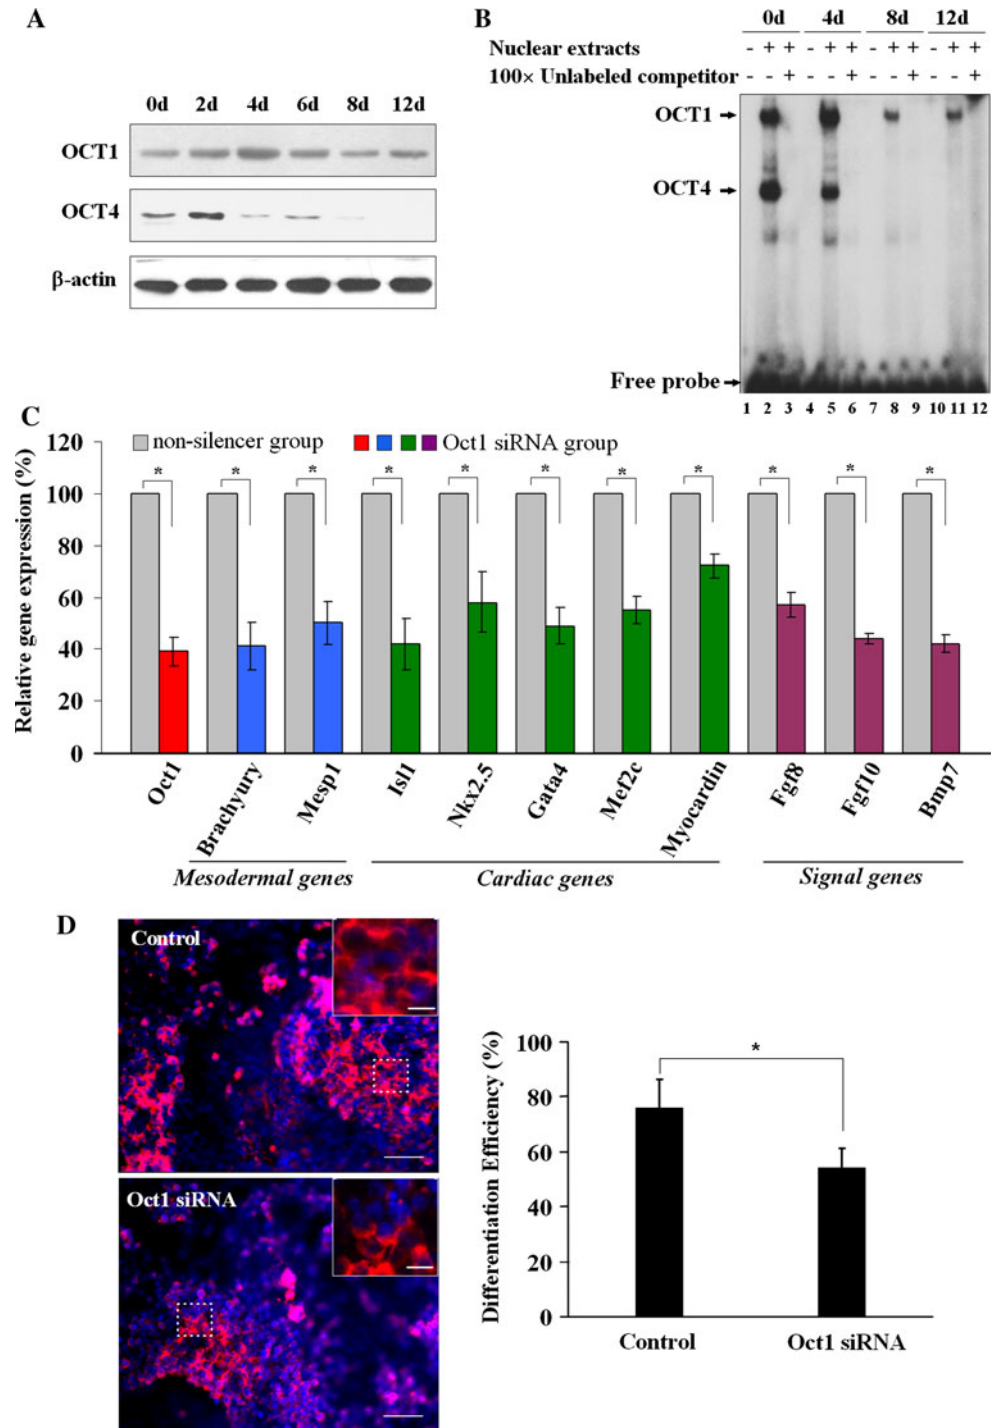 A
0d 2d 4d 6d 8d 12d
OCT1
OCT4
β-actin
B
0d 4d 8d 12d
Nuclear extracts - + + - + + - + + - + +
100× Unlabeled competitor - - + - - + - - + - - +
OCT1
OCT4
Free probe
1 2 3 4 5 6 7 8 9 10 11 12
C
non-silencer group
Oct1 siRNA group
Relative gene expression (%)
120
100
80
60
40
20
0
* * * * * * * * * * *
Oct1
Brachyury
Mesp1
Isl1
Nkx2.5
Gata4
Mef2c
Myocardin
Fgf8
Fgf10
Bmp7
Mesodermal genes
Cardiac genes
Signal genes
D
Control
Oct1 siRNA
Differentiation Efficiency (%)
100
80
60
40
20
0
*
Control
Oct1 siRNA